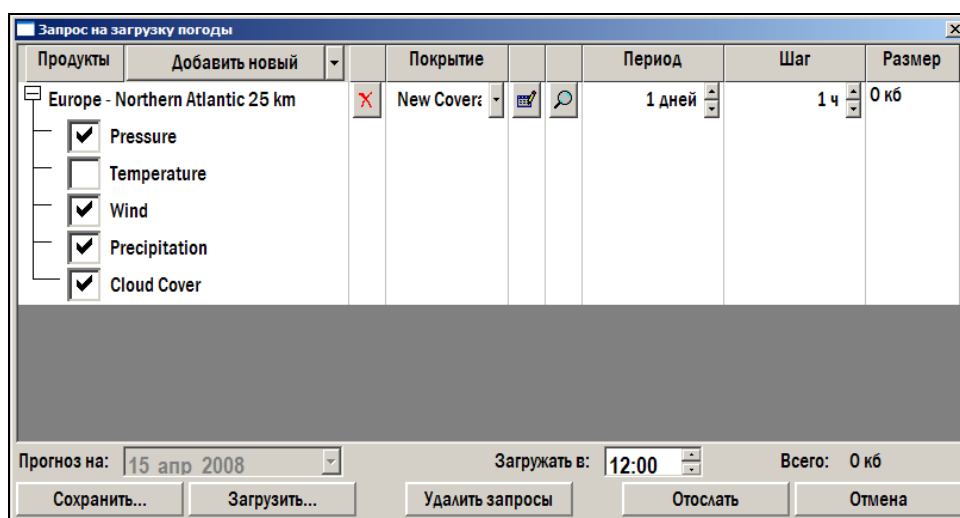 Запрос на загрузку погоды
Продукты Добавить новый Покрытие Период Шаг Размер
Europe - Northern Atlantic 25 km New Covera 1 дней 1 ч 0 кб
Pressure
Temperature
Wind
Precipitation
Cloud Cover
Прогноз на: 15 апр 2008 Загружать в: 12:00 Всего: 0 кб
Сохранить... Загрузить... Удалить запросы Отослать Отмена